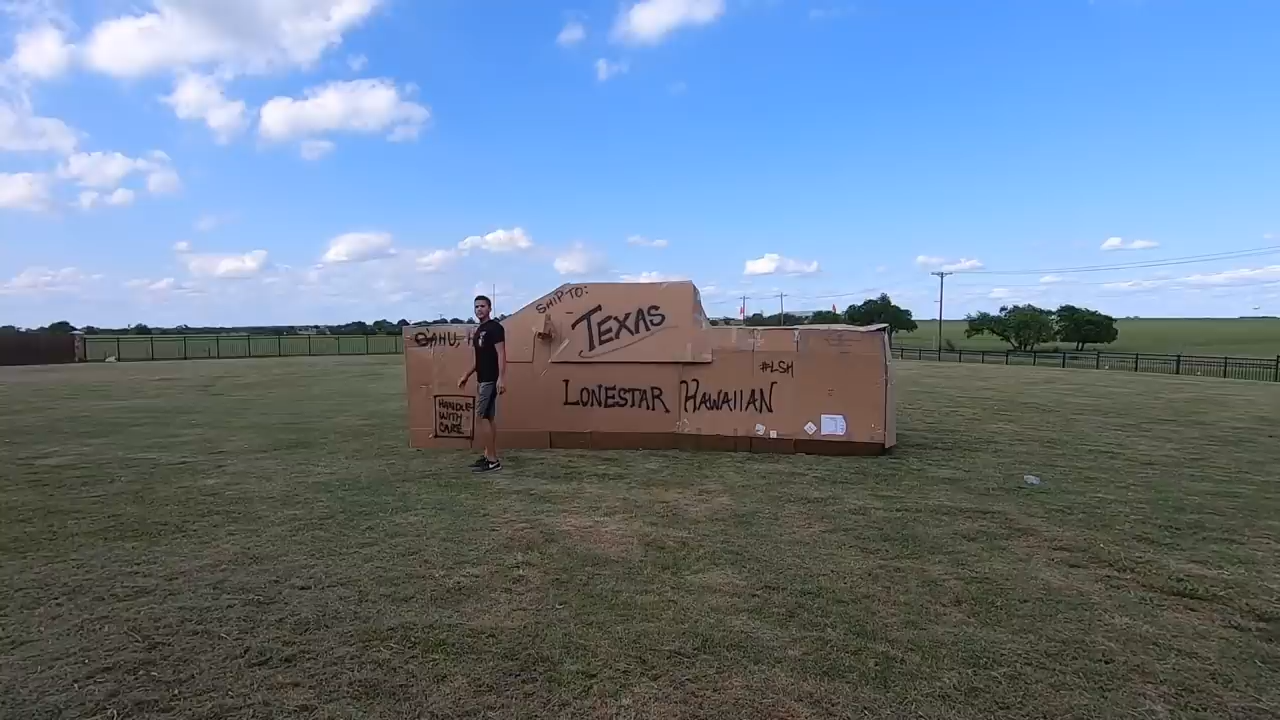 SHIP TO:
TEXAS
OAHU, H
#LSH
LONESTAR HAWAIIAN
HANDLE
WITH
CARE